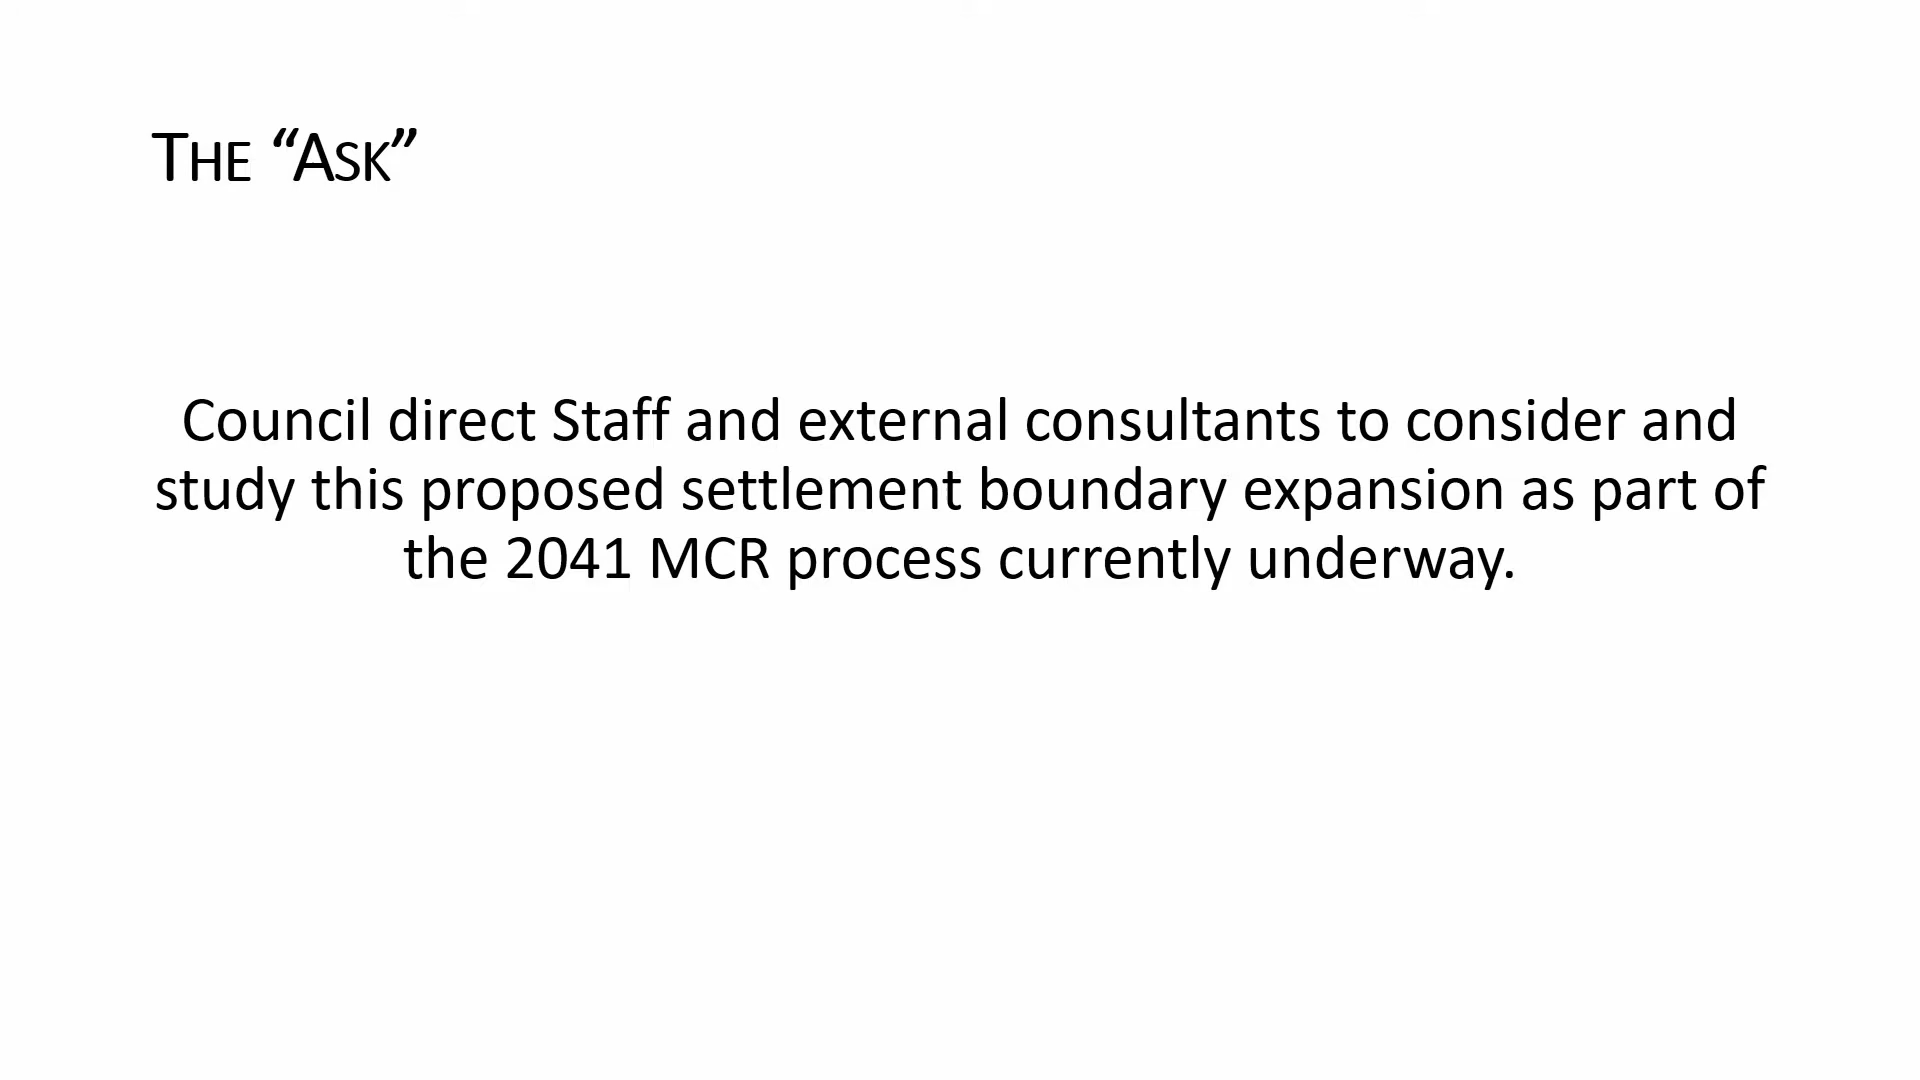 THE “ASK”
Council direct Staff and external consultants to consider and
study this proposed settlement boundary expansion as part of
the 2041 MCR process currently underway.